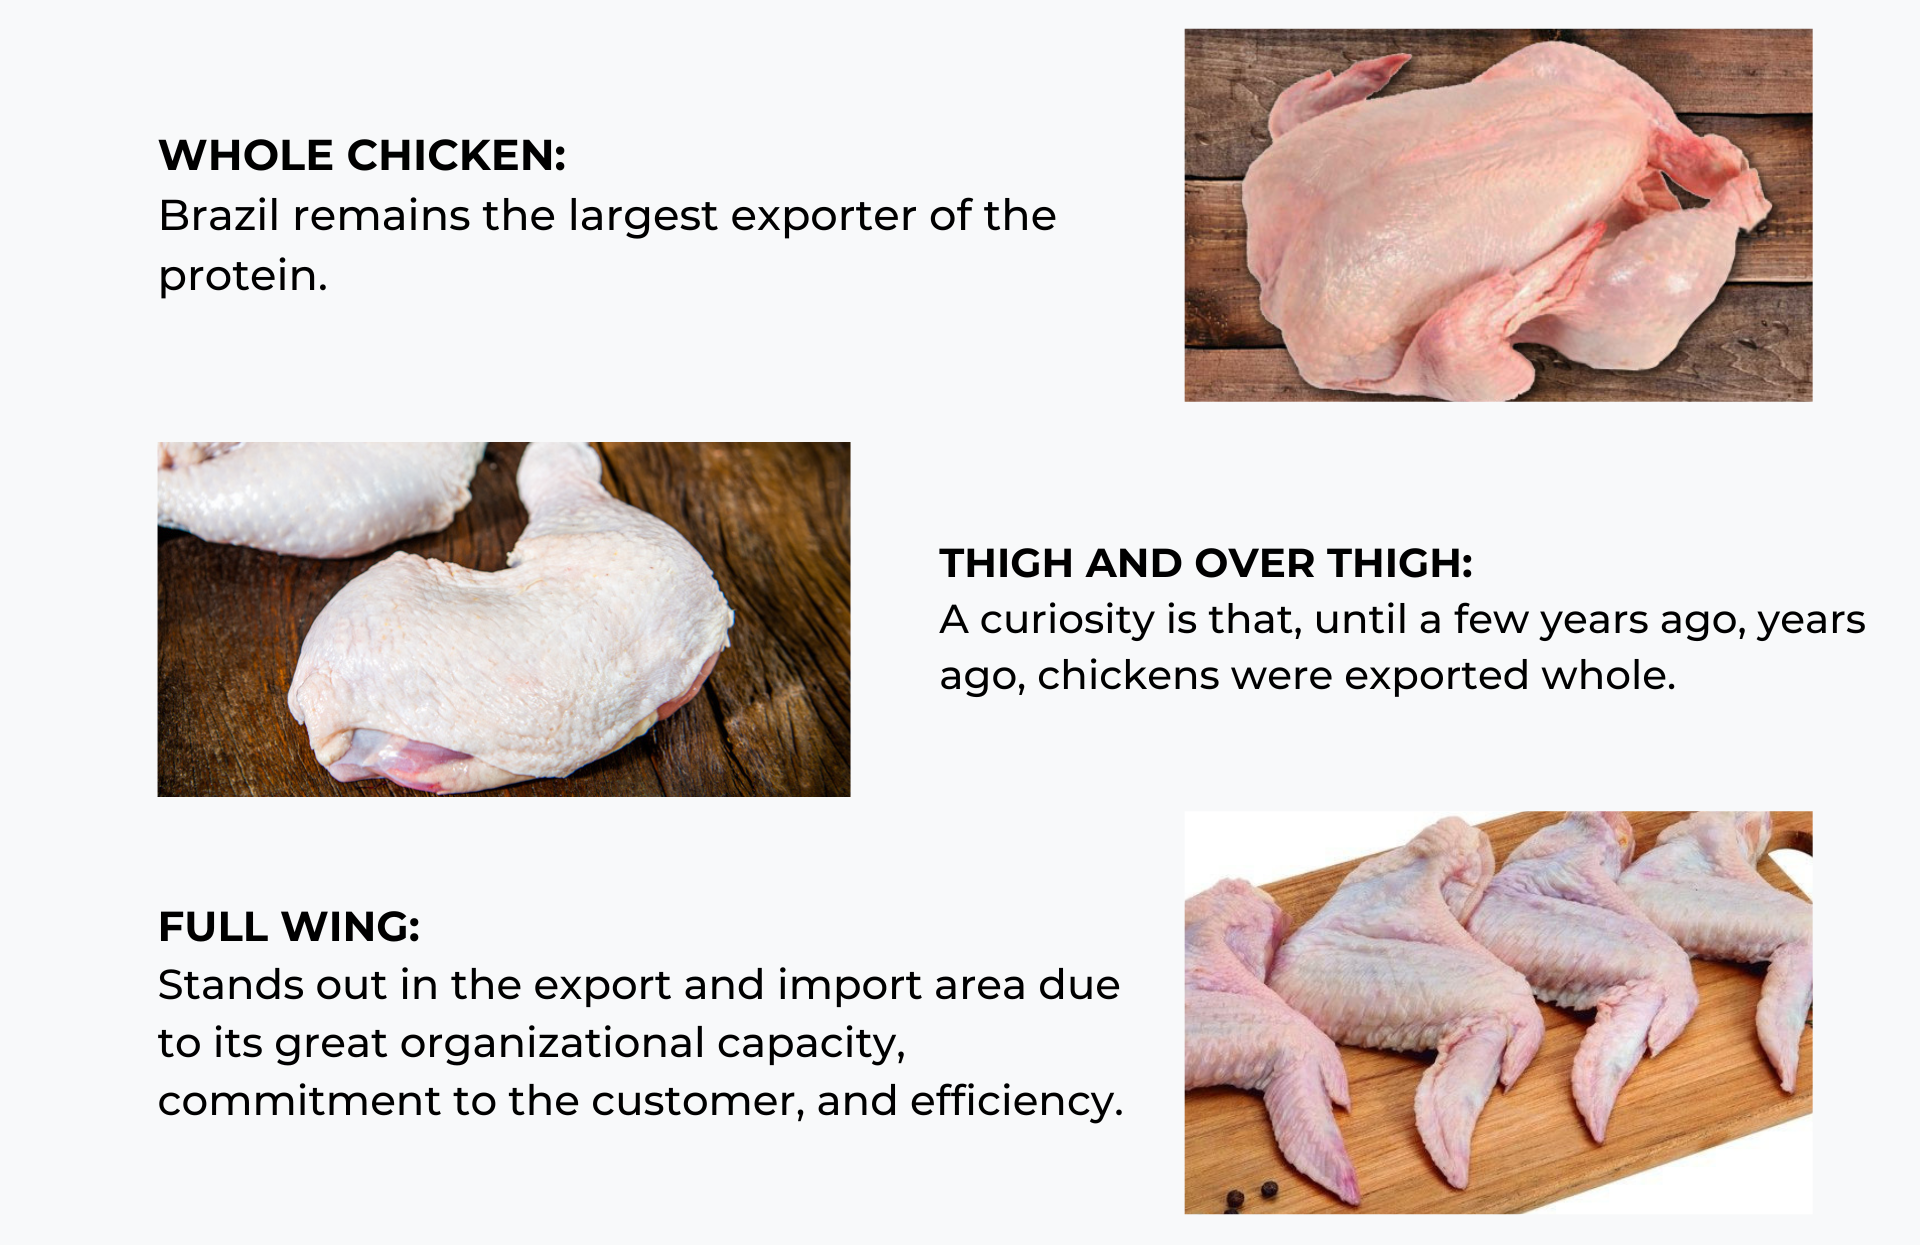 WHOLE CHICKEN:
Brazil remains the largest exporter of the
protein.
THIGH AND OVER THIGH:
A curiosity is that, until a few years ago, years
ago, chickens were exported whole.
FULL WING:
Stands out in the export and import area due
to its great organizational capacity,
commitment to the customer, and efficiency.